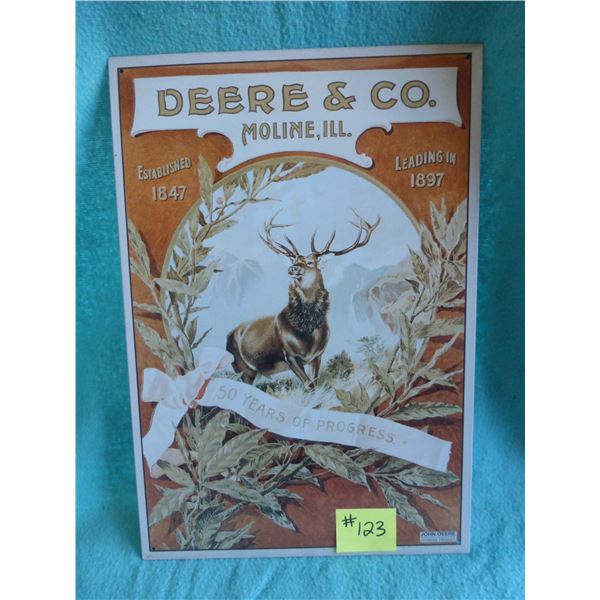 DEERE & CO.
MOLINE, ILL.
ESTABLISHED
1847
LEADING IN
1897
50 YEARS OF PROGRESS.
#123
JOHN DEERE